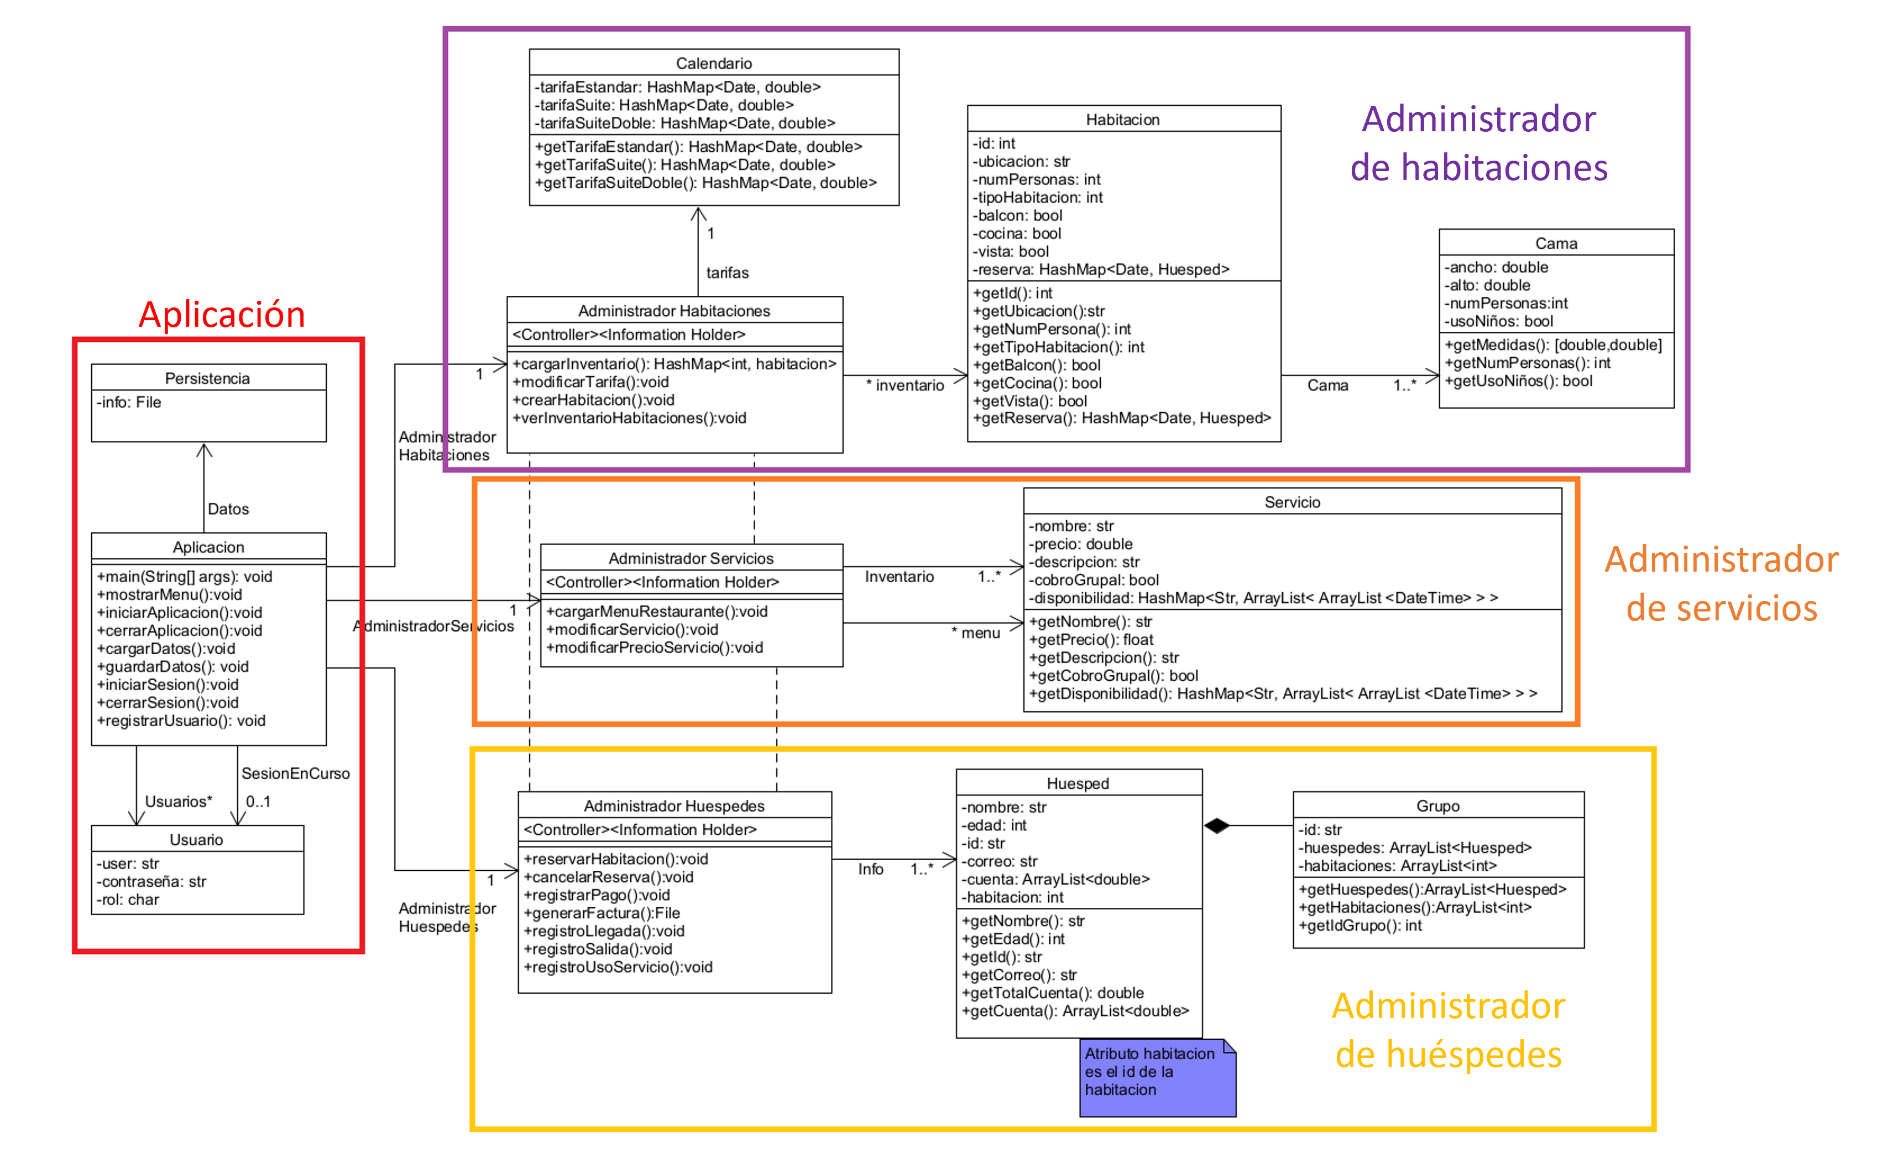 Aplicación
Persistencia
-info: File
Datos
Aplicacion
+main(String[] args): void
+mostrarMenu():void
+iniciarAplicacion():void
+cerrarAplicacion():void
+cargarDatos(): void
+guardarDatos(): void
+iniciarSesion():void
+cerrarSesion():void
+registrarUsuario(): void
Usuarios*
SesionEnCurso
0..1
Usuario
-user: str
-contraseña: str
-rol: char
1
Administrador
Habitaciones
1
AdministradorServicios
1
Administrador
Huespedes
Administrador
de habitaciones
Calendario
-tarifaEstandar: HashMap<Date, double>
-tarifaSuite: HashMap<Date, double>
-tarifaSuiteDoble: HashMap<Date, double>
+getTarifaEstandar(): HashMap<Date, double>
+getTarifaSuite(): HashMap<Date, double>
+getTarifaSuiteDoble(): HashMap<Date, double>
1
tarifas
Administrador Habitaciones
<Controller><Information Holder>
+cargarInventario(): HashMap<int, habitacion>
+modificarTarifa():void
+crearHabitacion():void
+verInventarioHabitaciones():void
* inventario
Habitacion
-id: int
-ubicacion: str
-numPersonas: int
-tipoHabitacion: int
-balcon: bool
-cocina: bool
-vista: bool
-reserva: HashMap<Date, Huesped>
+getId(): int
+getUbicacion():str
+getNumPersona(): int
+getTipoHabitacion(): int
+getBalcon(): bool
+getCocina(): bool
+getVista(): bool
+getReserva(): HashMap<Date, Huesped>
Cama
1..*
Cama
-ancho: double
-alto: double
-numPersonas:int
-usoNiños: bool
+getMedidas(): [double,double]
+getNumPersonas(): int
+getUsoNiños(): bool
Administrador
de servicios
Administrador Servicios
<Controller><Information Holder>
+cargarMenuRestaurante():void
+modificarServicio():void
+modificarPrecioServicio():void
Inventario
1..*
* menu
Servicio
-nombre: str
-precio: double
-descripcion: str
-cobroGrupal: bool
-disponibilidad: HashMap<Str, ArrayList< ArrayList <DateTime> > >
+getNombre(): str
+getPrecio(): float
+getDescripcion(): str
+getCobroGrupal(): bool
+getDisponibilidad(): HashMap<Str, ArrayList< ArrayList <DateTime> > >
Administrador Huespedes
<Controller><Information Holder>
+reservarHabitacion():void
+cancelarReserva():void
+registrarPago():void
+generarFactura():File
+registroLlegada():void
+registroSalida():void
+registroUsoServicio():void
Info
1..*
Huesped
-nombre: str
-edad: int
-id: str
-correo: str
-cuenta: ArrayList<double>
-habitacion: int
+getNombre(): str
+getEdad(): int
+getId(): str
+getCorreo(): str
+getTotalCuenta(): double
+getCuenta(): ArrayList<double>
Atributo habitacion
es el id de la
habitacion
Grupo
-id: str
-huespedes: ArrayList<Huesped>
-habitaciones: ArrayList<int>
+getHuespedes():ArrayList<Huesped>
+getHabitaciones():ArrayList<int>
+getIdGrupo(): int
Administrador
de huéspedes